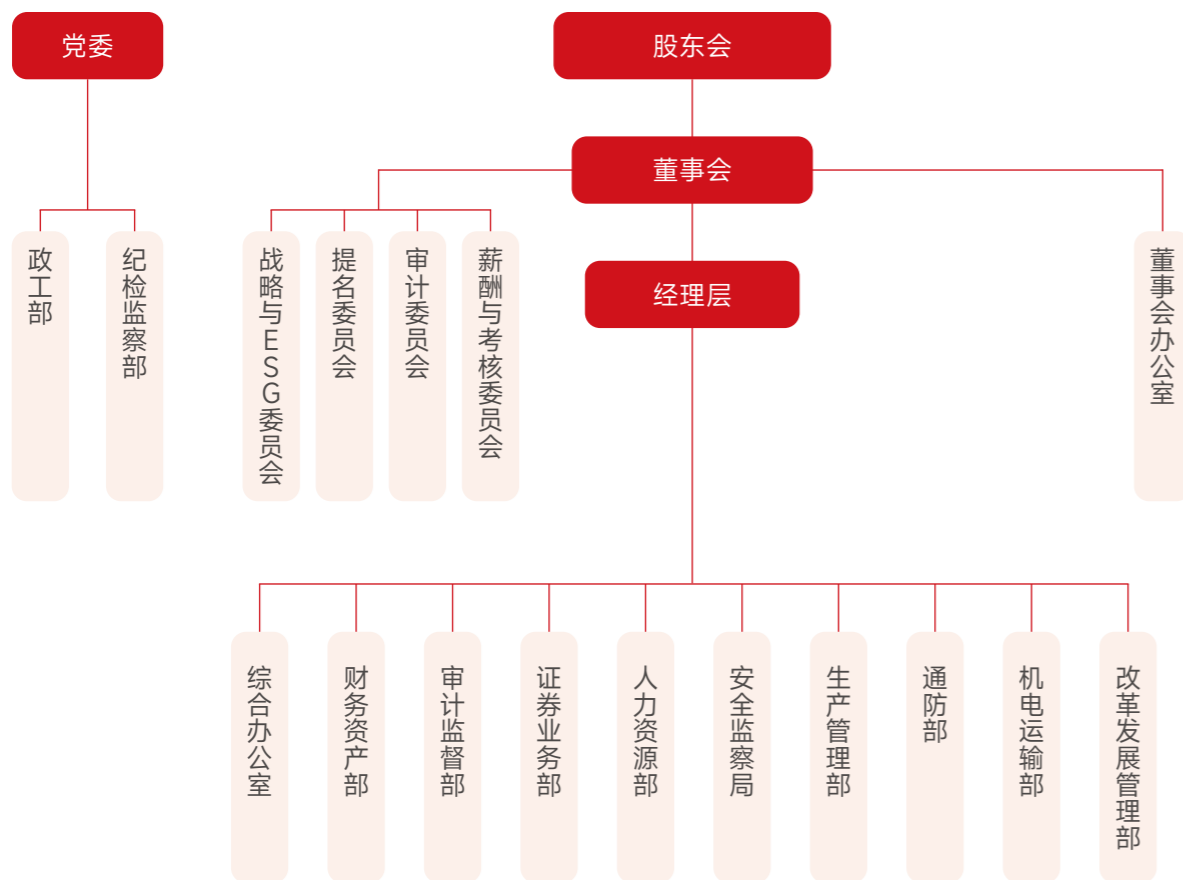 党委
股东会
董事会
经理层
政工部
纪检监察部
战略与ESG委员会
提名委员会
审计委员会
薪酬与考核委员会
董事会办公室
综合办公室
财务资产部
审计监督部
证券业务部
人力资源部
安全监察局
生产管理部
通防部
机电运输部
改革发展管理部